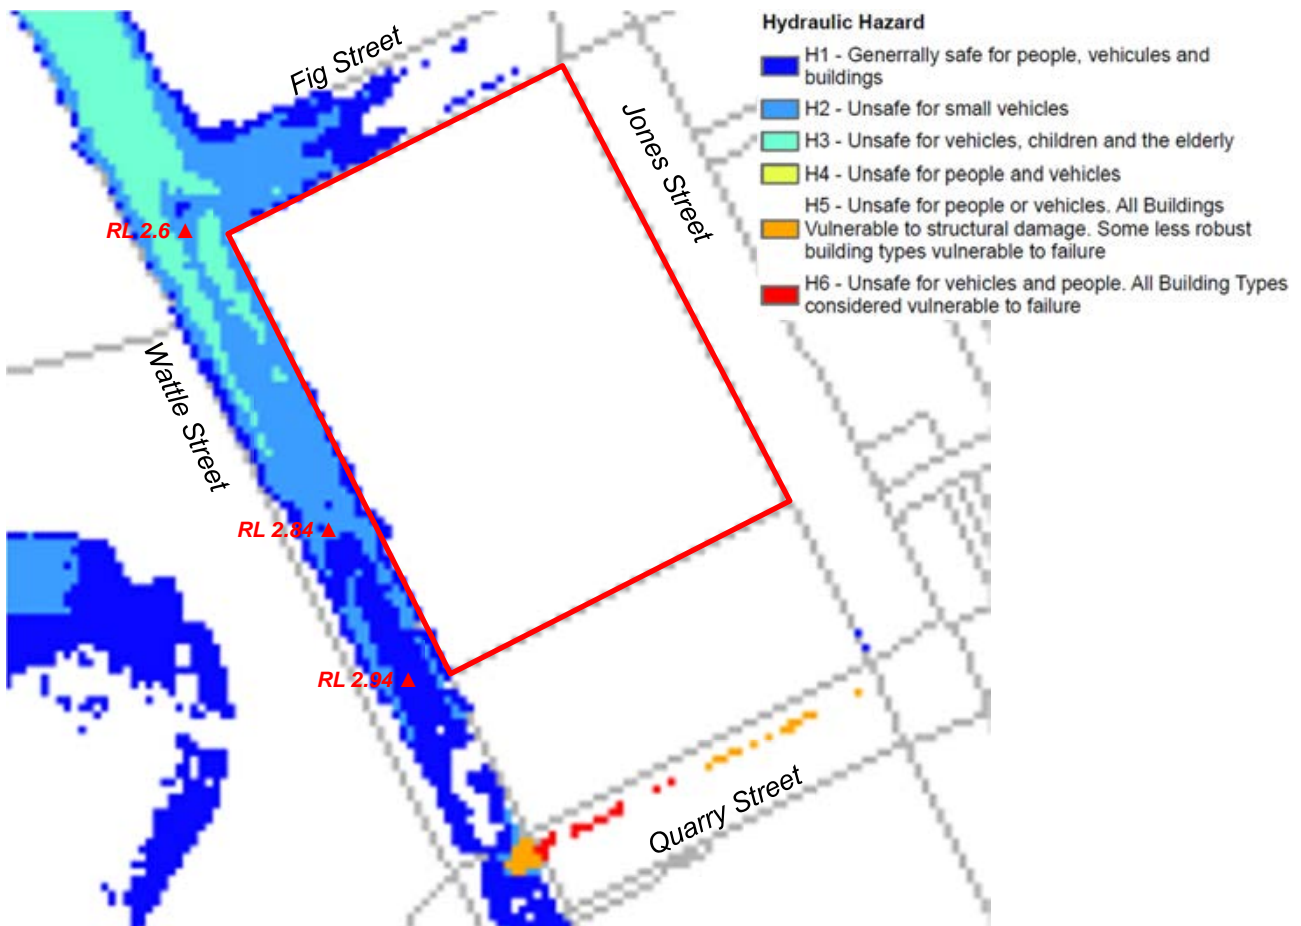 Hydraulic Hazard
H1 - Generrally safe for people, vehicules and
buildings
H2 - Unsafe for small vehicles
H3 - Unsafe for vehicles, children and the elderly
H4 - Unsafe for people and vehicles
H5 - Unsafe for people or vehicles. All Buildings
Vulnerable to structural damage. Some less robust
building types vulnerable to failure
H6 - Unsafe for vehicles and people. All Building Types
considered vulnerable to failure
Fig Street
Jones Street
RL 2.6
Wattle Street
RL 2.84
RL 2.94
Quarry Street